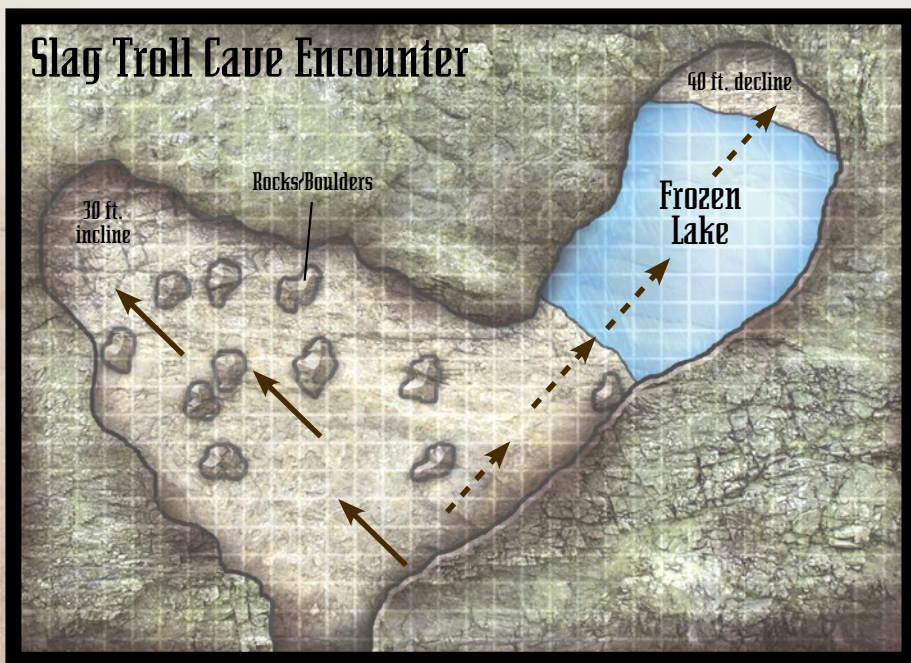 Slag Troll Cave Encounter
40 ft. decline
Rocks/Boulders
30 ft.
incline
Frozen
Lake